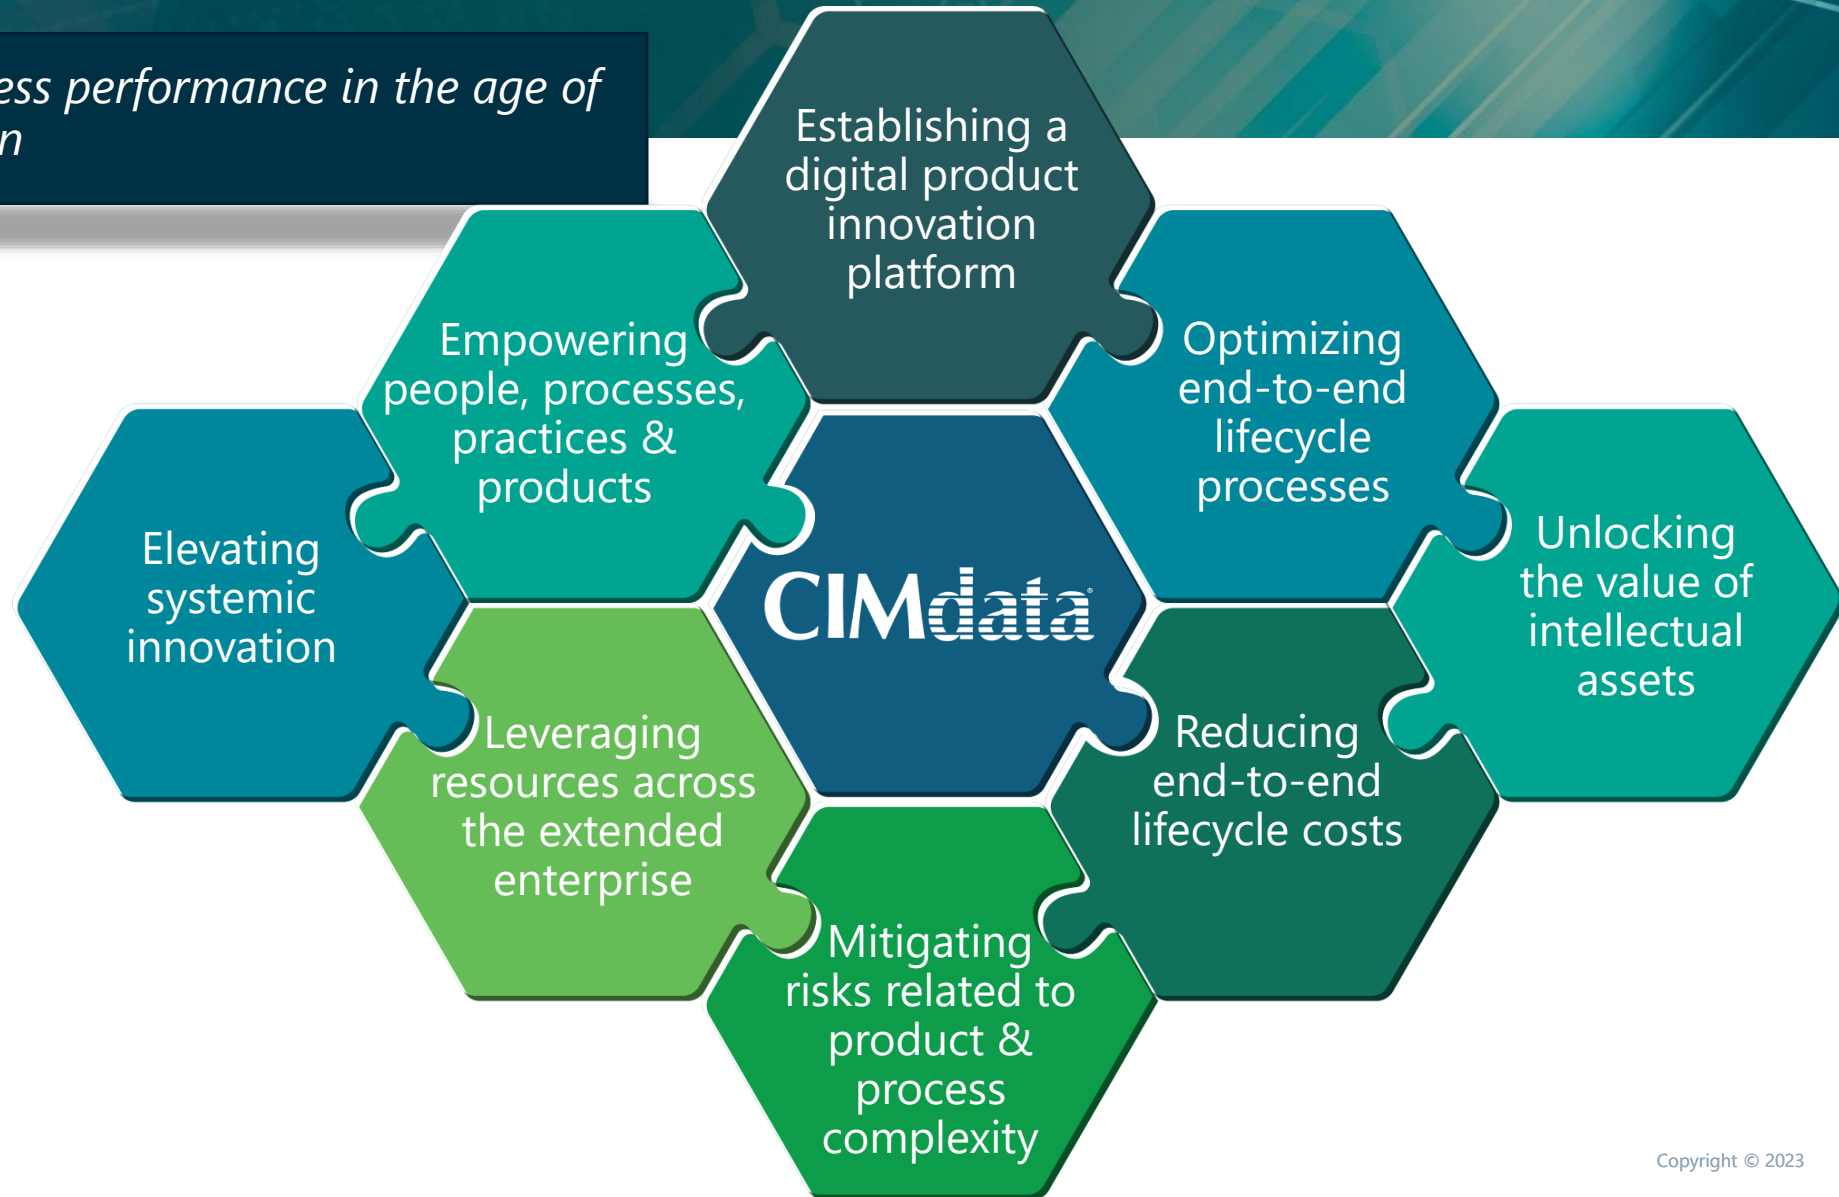 ess performance in the age of
n
Establishing a
digital product
innovation
platform
Empowering
people, processes,
practices &
products
Optimizing
end-to-end
lifecycle
processes
Elevating
systemic
innovation
CIMdata®
Unlocking
the value of
intellectual
assets
Leveraging
resources across
the extended
enterprise
Reducing
end-to-end
lifecycle costs
Mitigating
risks related to
product &
process
complexity
Copyright © 2023